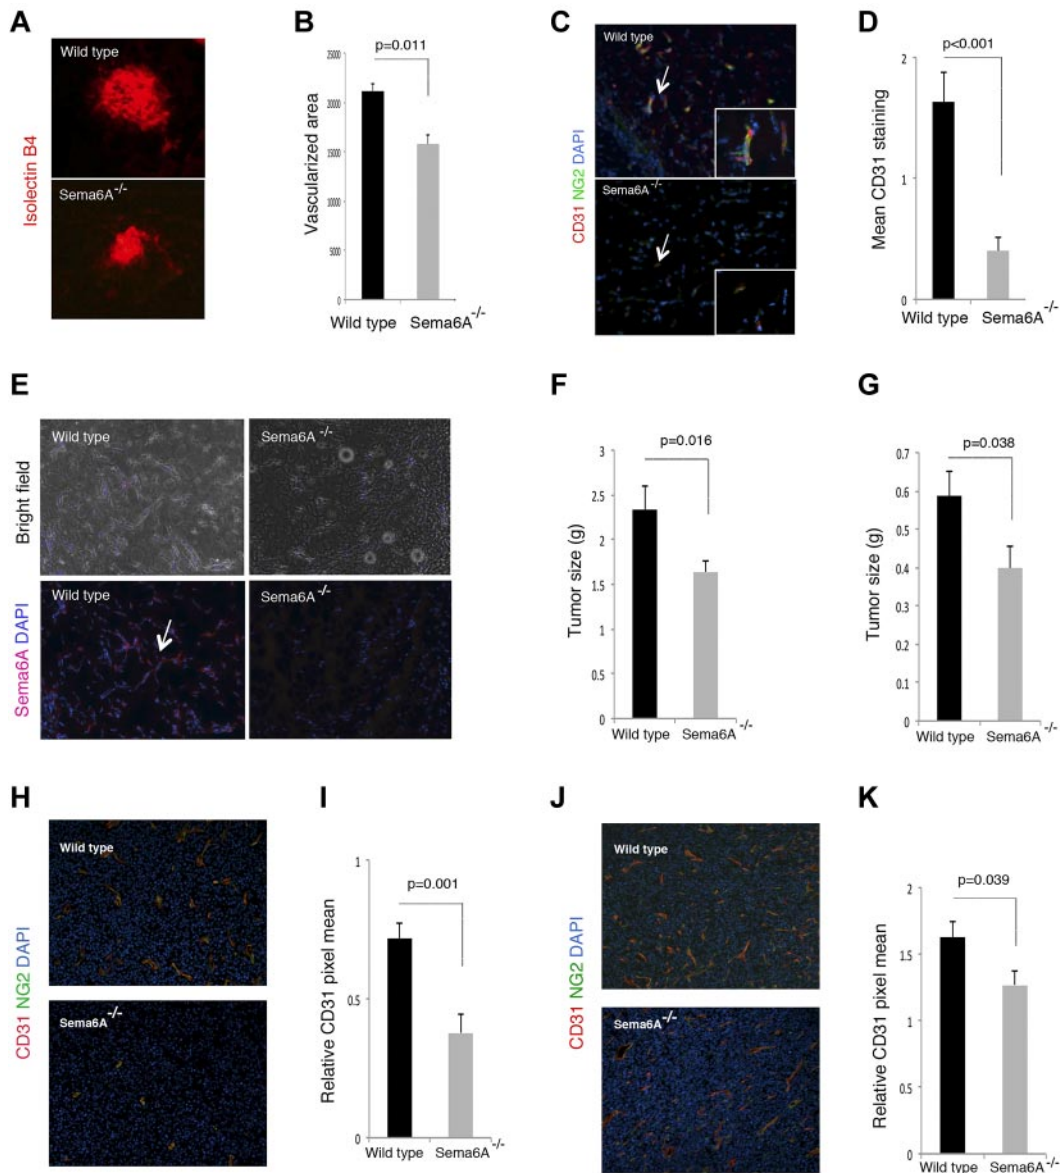 A
Isolectin B4
Wild type
Sema6A-/-
B
p=0.011
Vascularized area
25000
20000
15000
10000
5000
0
Wild type Sema6A-/-
C
CD31 NG2 DAPI
Wild type
Sema6A-/-
D
p<0.001
Mean CD31 staining
2
1
0
Wild type Sema6A-/-
E
Bright field
Wild type
Sema6A-/-
Sema6A DAPI
Wild type
Sema6A-/-
F
p=0.016
Tumor size (g)
3
2.5
2
1.5
1
0.5
0
Wild type Sema6A-/-
G
p=0.038
Tumor size (g)
0.7
0.6
0.5
0.4
0.3
0.2
0.1
0
Wild type Sema6A-/-
H
CD31 NG2 DAPI
Wild type
Sema6A-/-
I
p=0.001
Relative CD31 pixel mean
1
0.5
0
Wild type Sema6A-/-
J
CD31 NG2 DAPI
Wild type
Sema6A-/-
K
p=0.039
Relative CD31 pixel mean
2
1.5
1
0.5
0
Wild type Sema6A-/-